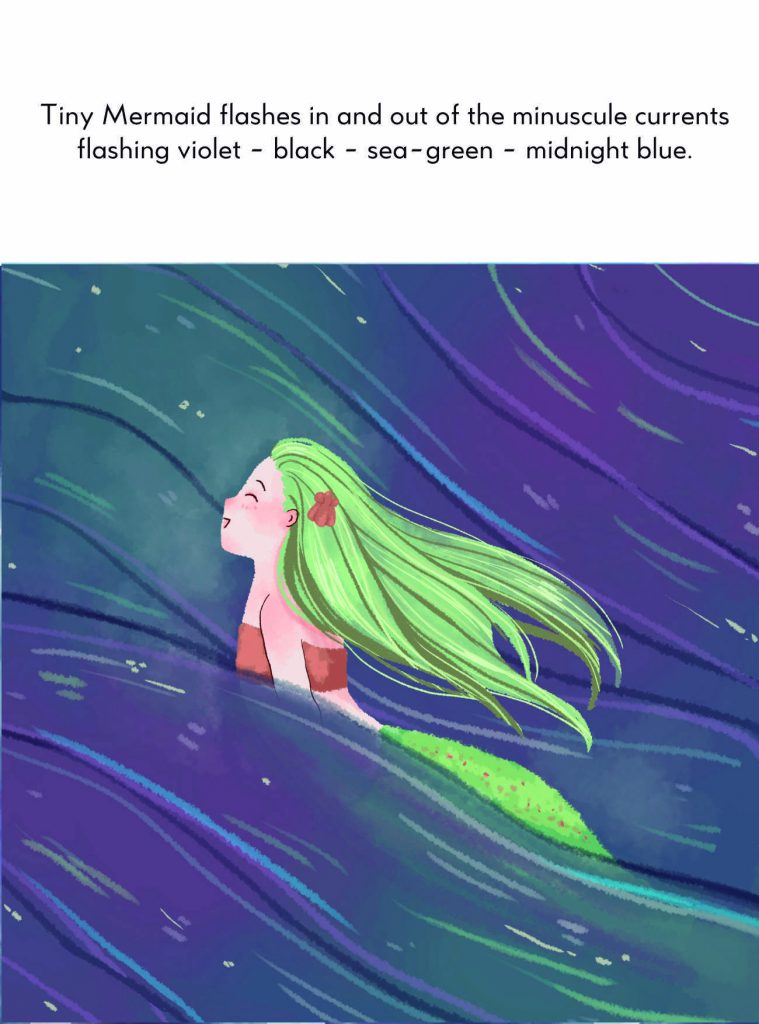 Tiny Mermaid flashes in and out of the minuscule currents
flashing violet - black - sea-green - midnight blue.